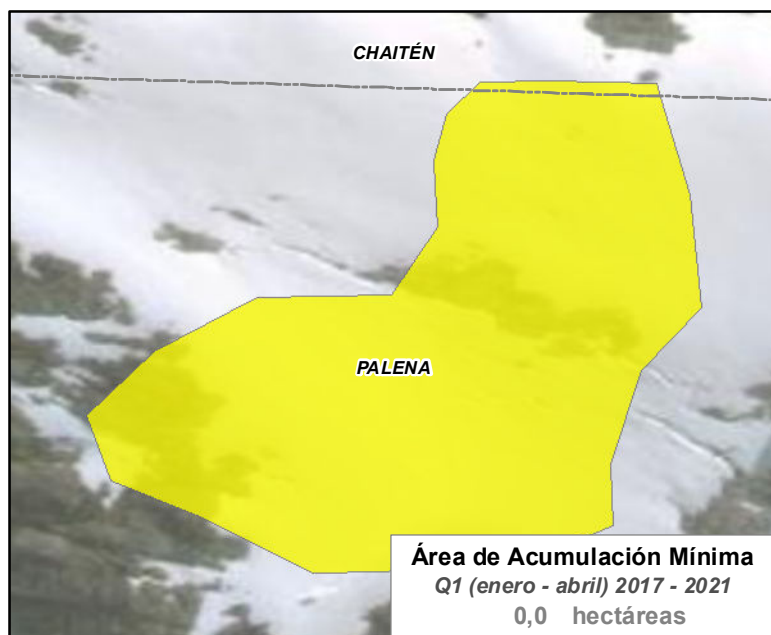 CHAITÉN
PALENA
Área de Acumulación Mínima
Q1 (enero - abril) 2017 - 2021
0,0 hectáreas